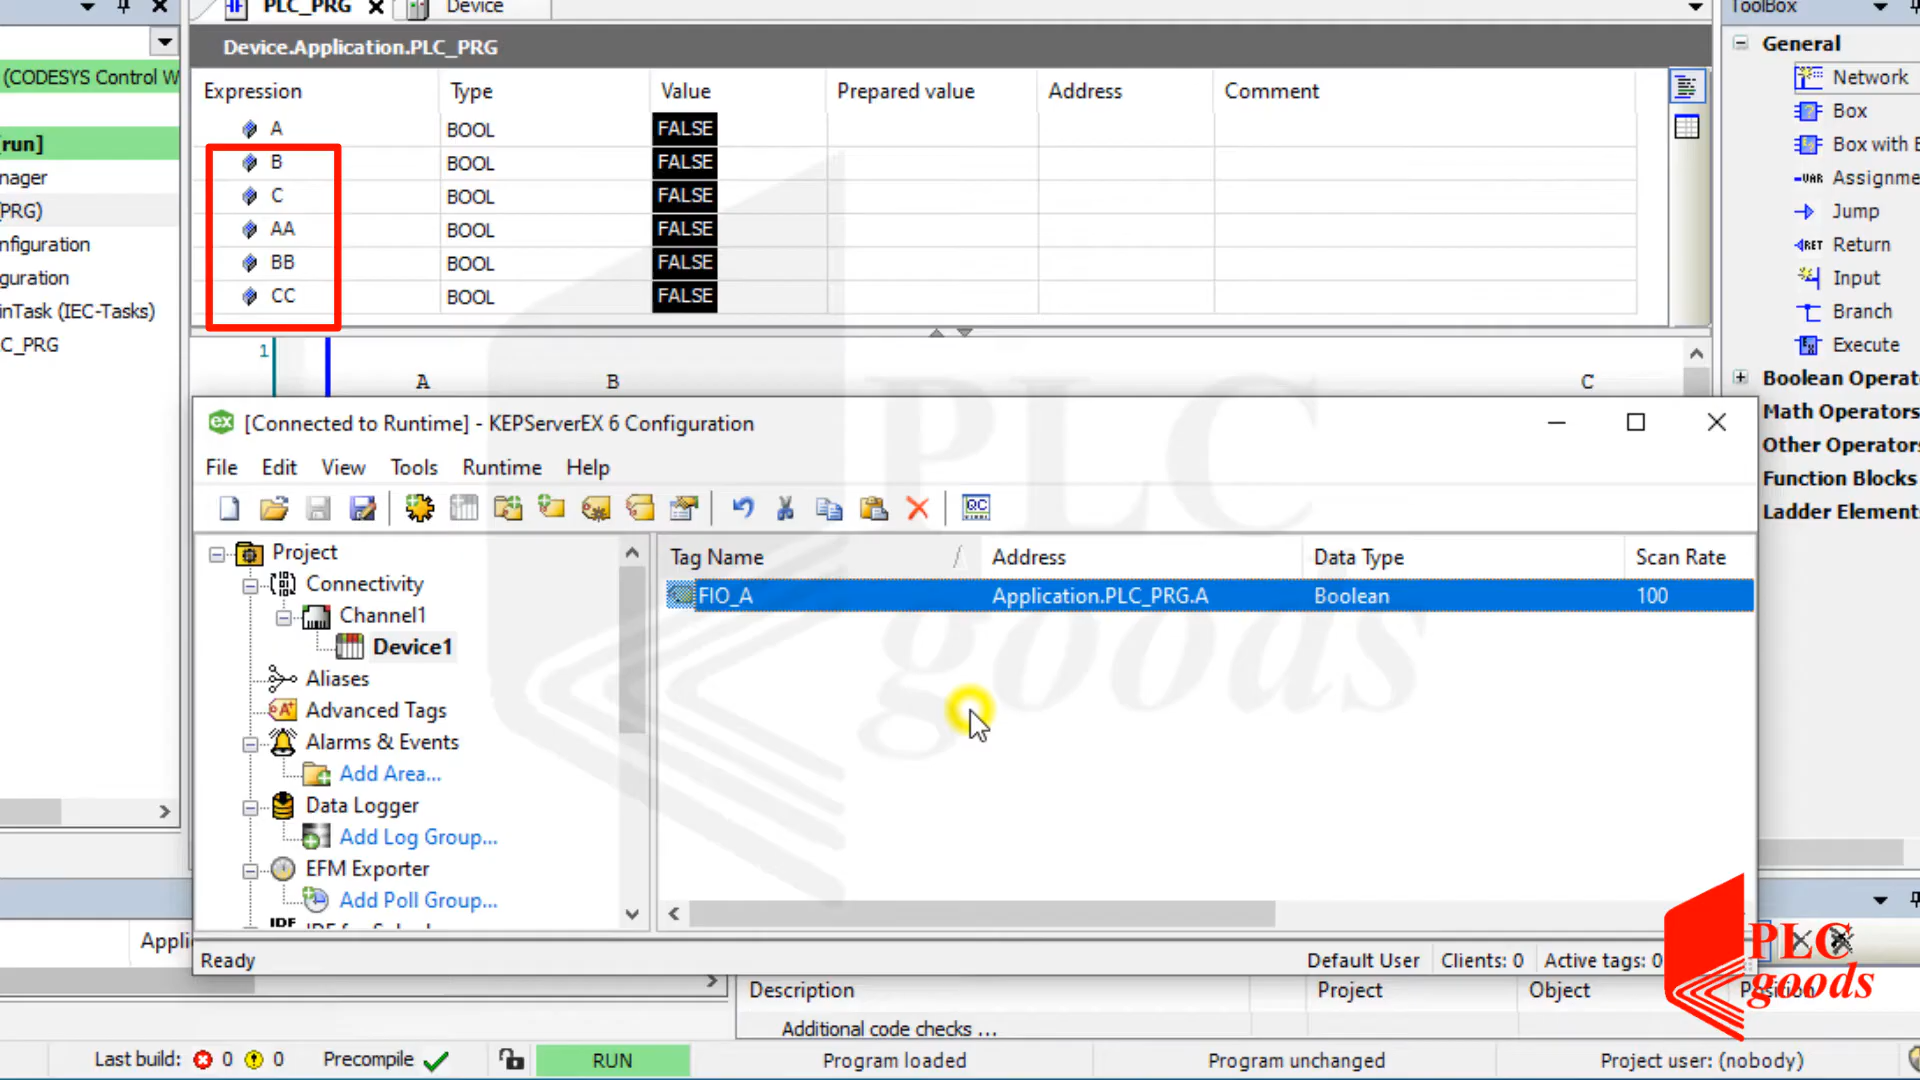 PLC_PRG
Device
ToolBox
Device.Application.PLC_PRG
Expression Type Value Prepared value Address Comment
A BOOL FALSE
B BOOL FALSE
C BOOL FALSE
AA BOOL FALSE
BB BOOL FALSE
CC BOOL FALSE
(CODESYS Control W
[run]
nager
(PRG)
nfiguration
guration
inTask (IEC-Tasks)
C_PRG
General
Network
Box
Box with E
Assignme
Jump
Return
Input
Branch
Execute
Boolean Operat
Math Operators
Other Operators
Function Blocks
Ladder Element
1
A B C
[Connected to Runtime] - KEPServerEX 6 Configuration
File Edit View Tools Runtime Help
Project
Connectivity
Channel1
Device1
Aliases
Advanced Tags
Alarms & Events
Add Area...
Data Logger
Add Log Group...
EFM Exporter
Add Poll Group...
Tag Name Address Data Type Scan Rate
FIO_A Application.PLC_PRG.A Boolean 100
PLC
goods
Ready
Default User Clients: 0 Active tags: 0
Appli
Description Project Object Position
Additional code checks ...
PLC
goods
Last build: 0 0 Precompile RUN Program loaded Program unchanged Project user: (nobody)